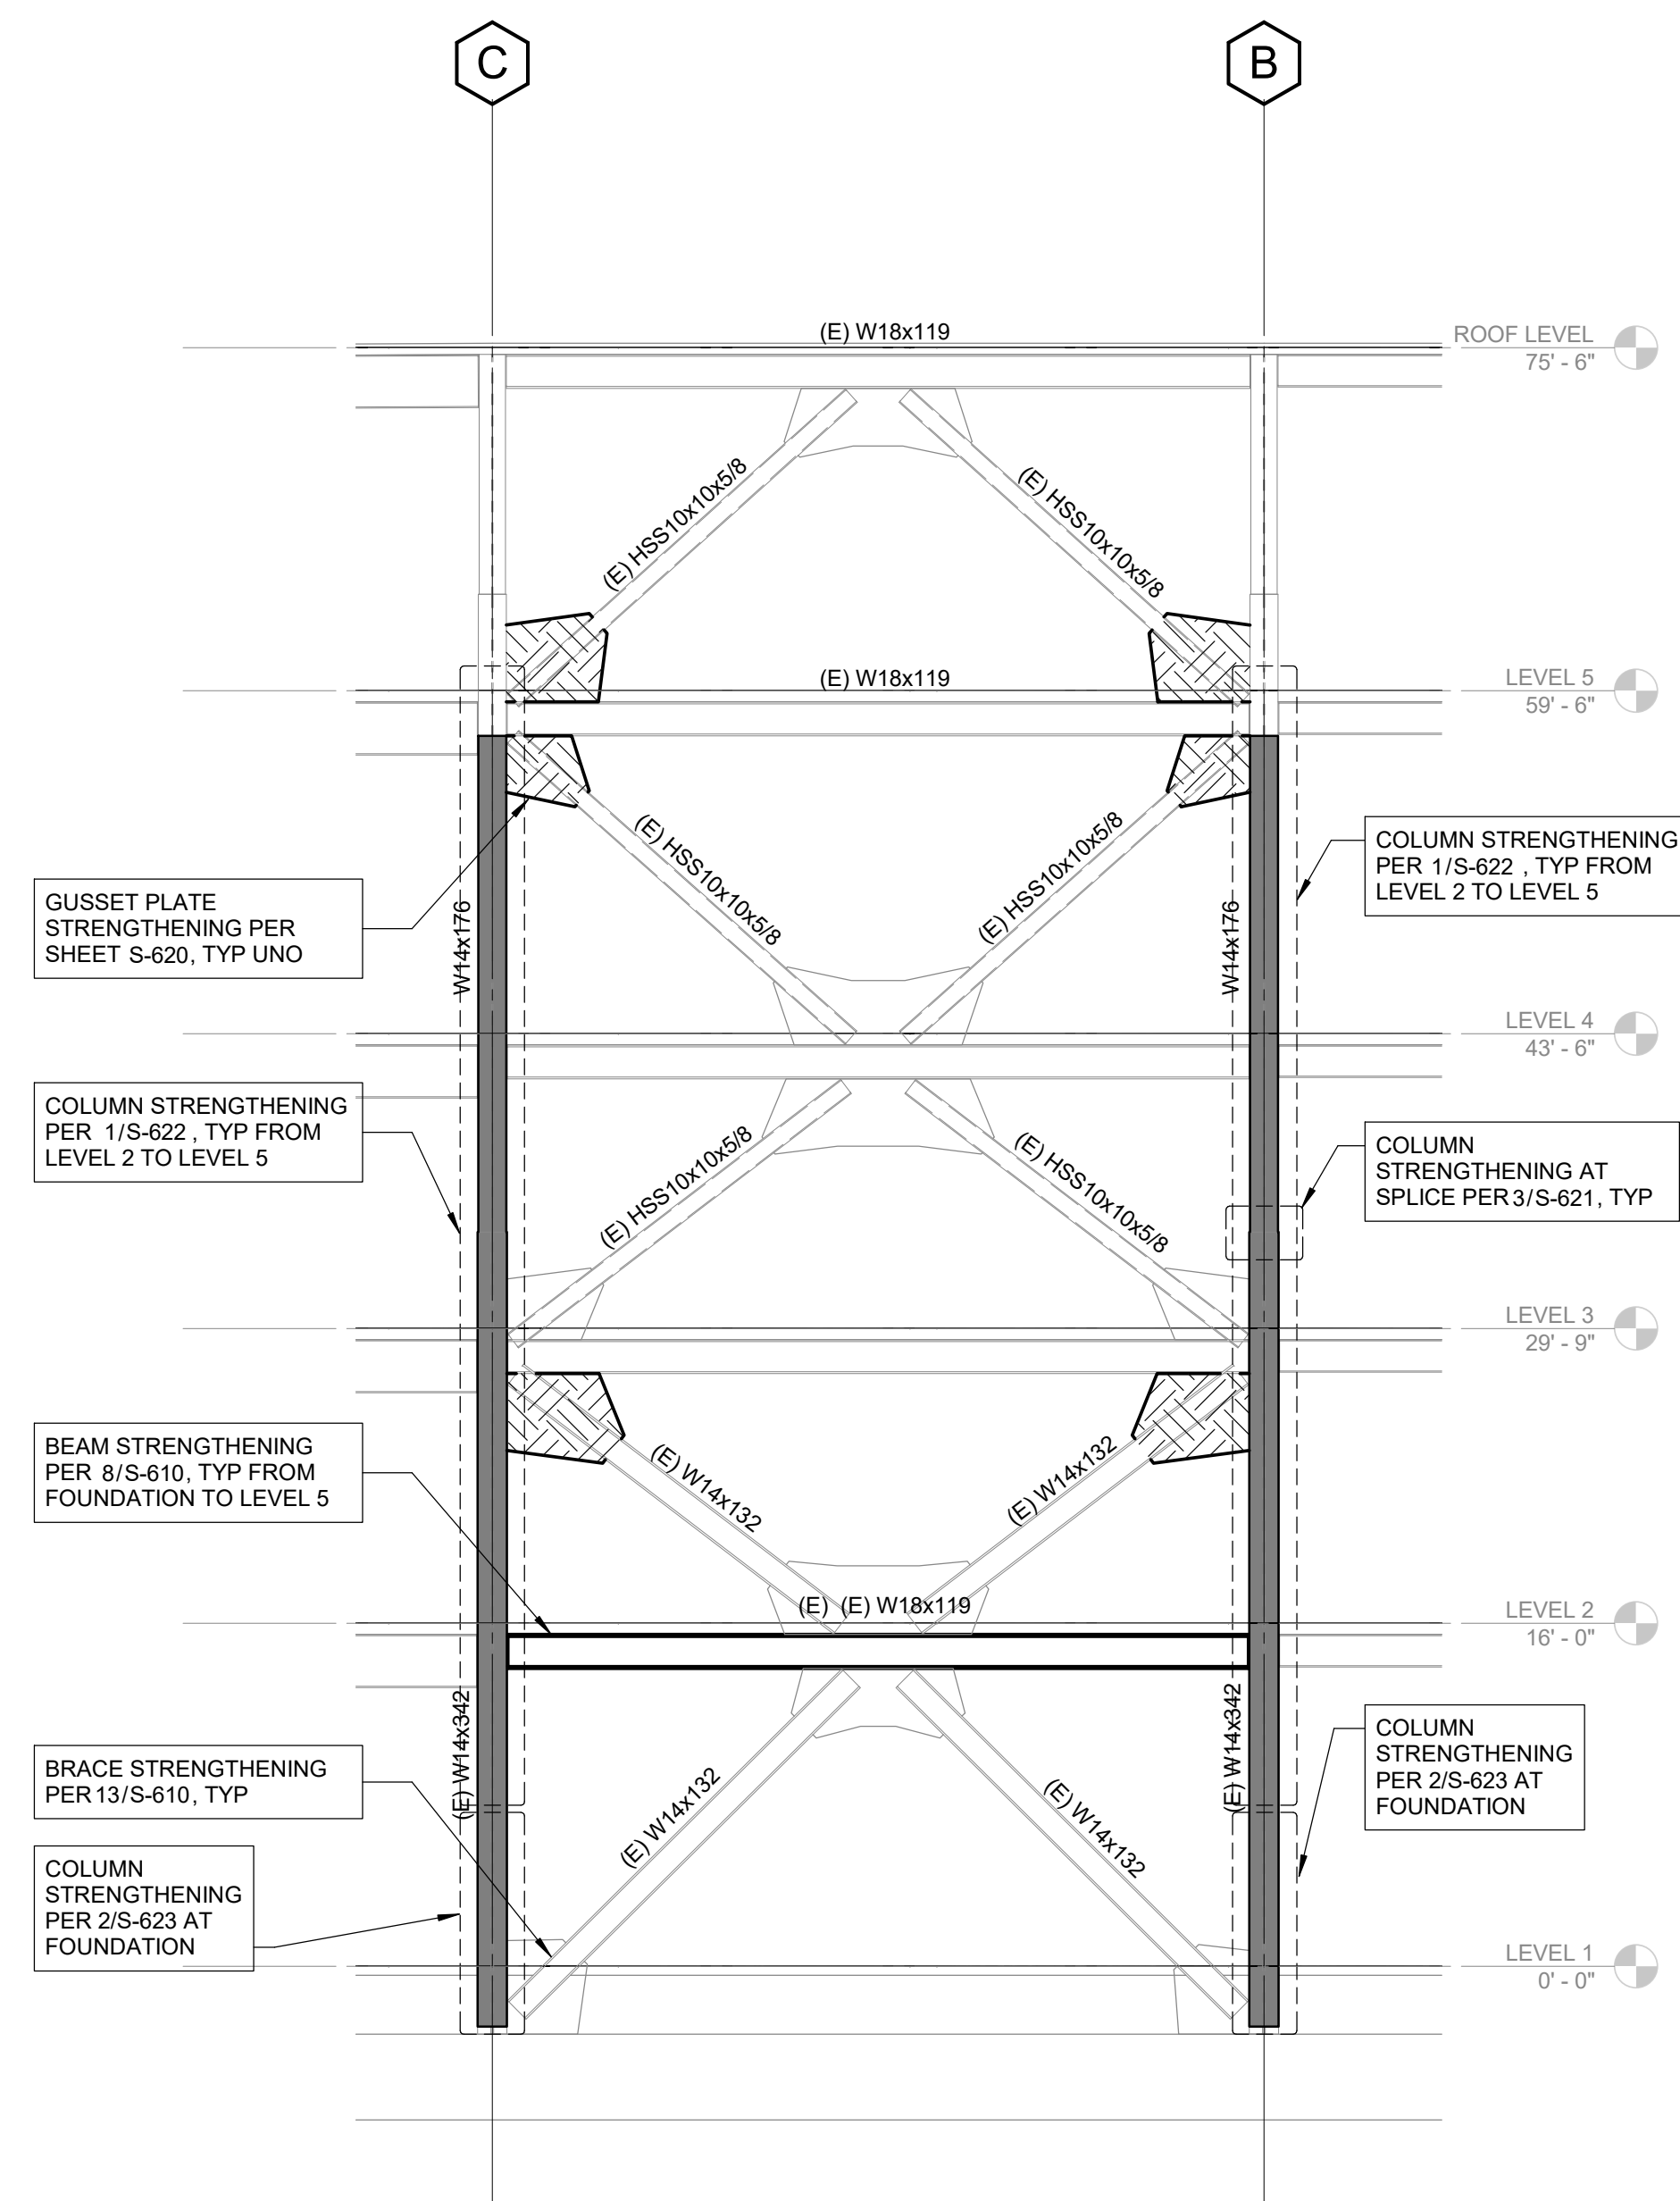 C
B
(E) W18x119
ROOF LEVEL
75' - 6"
(E) HSS10x10x5/8
(E) HSS10x10x5/8
(E) W18x119
LEVEL 5
59' - 6"
(E) HSS10x10x5/8
(E) HSS10x10x5/8
COLUMN STRENGTHENING
PER 1/S-622 , TYP FROM
LEVEL 2 TO LEVEL 5
GUSSET PLATE
STRENGTHENING PER
SHEET S-620, TYP UNO
W14x176
W14x176
LEVEL 4
43' - 6"
COLUMN STRENGTHENING
PER 1/S-622 , TYP FROM
LEVEL 2 TO LEVEL 5
(E) HSS10x10x5/8
(E) HSS10x10x5/8
COLUMN
STRENGTHENING AT
SPLICE PER 3/S-621, TYP
LEVEL 3
29' - 9"
BEAM STRENGTHENING
PER 8/S-610, TYP FROM
FOUNDATION TO LEVEL 5
(E) W14x132
(E) W14x132
(E) (E) W18x119
LEVEL 2
16' - 0"
(E) W14x342
(E) W14x342
BRACE STRENGTHENING
PER 13/S-610, TYP
(E) W14x132
(E) W14x132
COLUMN
STRENGTHENING
PER 2/S-623 AT
FOUNDATION
COLUMN
STRENGTHENING
PER 2/S-623 AT
FOUNDATION
LEVEL 1
0' - 0"